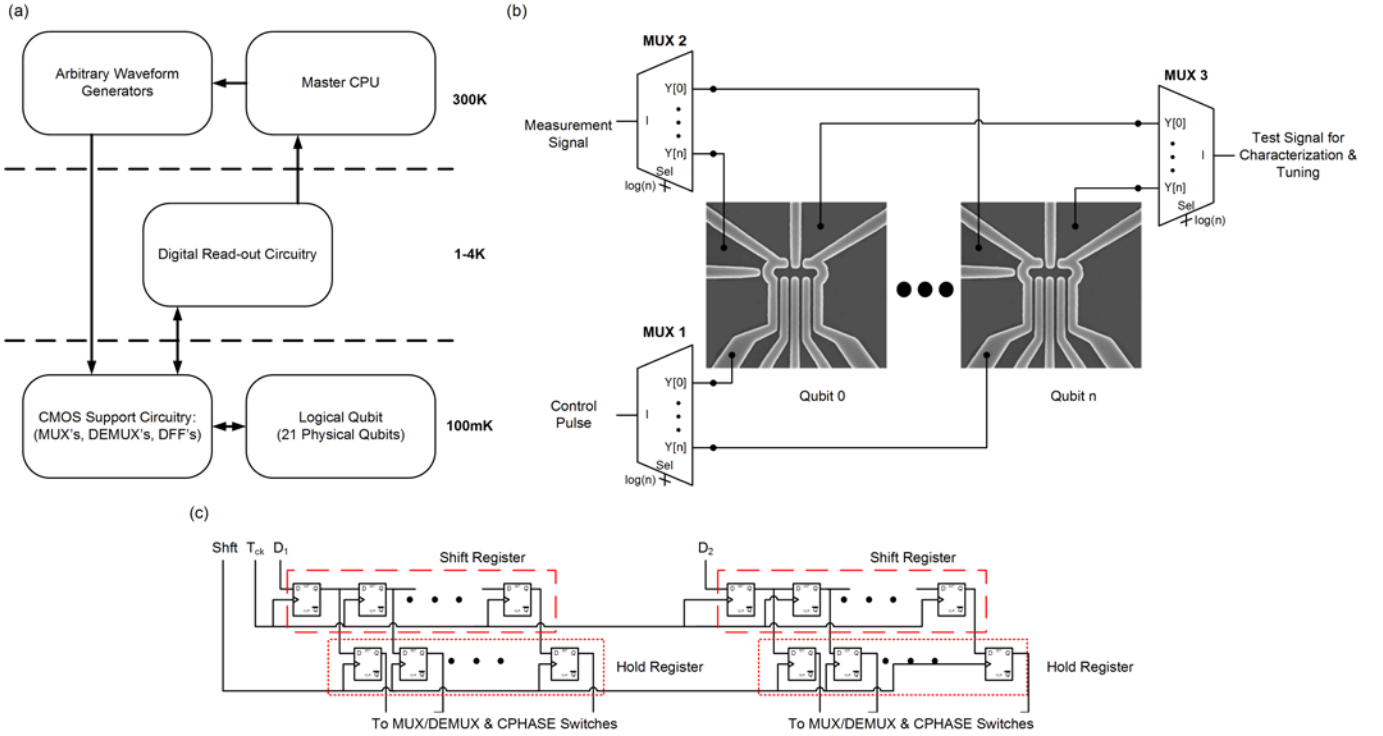 (a)
Arbitrary Waveform
Generators
Master CPU
300K
Digital Read-out Circuitry
1-4K
CMOS Support Circuitry:
(MUX's, DEMUX's, DFF's)
Logical Qubit
(21 Physical Qubits)
100mK
(b)
MUX 2
Y[0]
I
Measurement
Signal
Y[n]
Sel
log(n)
MUX 3
Y[0]
I
Test Signal for
Characterization &
Tuning
Y[n]
Sel
log(n)
MUX 1
Y[0]
I
Control
Pulse
Y[n]
Sel
log(n)
Qubit 0
Qubit n
(c)
Shft
Tck
D1
Shift Register
D2
Shift Register
Hold Register
Hold Register
To MUX/DEMUX & CPHASE Switches
To MUX/DEMUX & CPHASE Switches